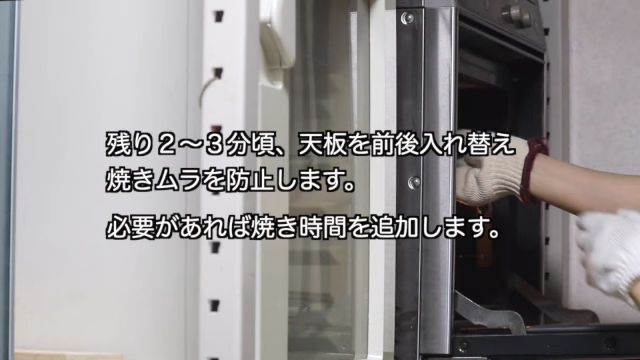 残り２～３分頃、天板を前後入れ替え
焼きムラを防止します。
必要があれば焼き時間を追加します。